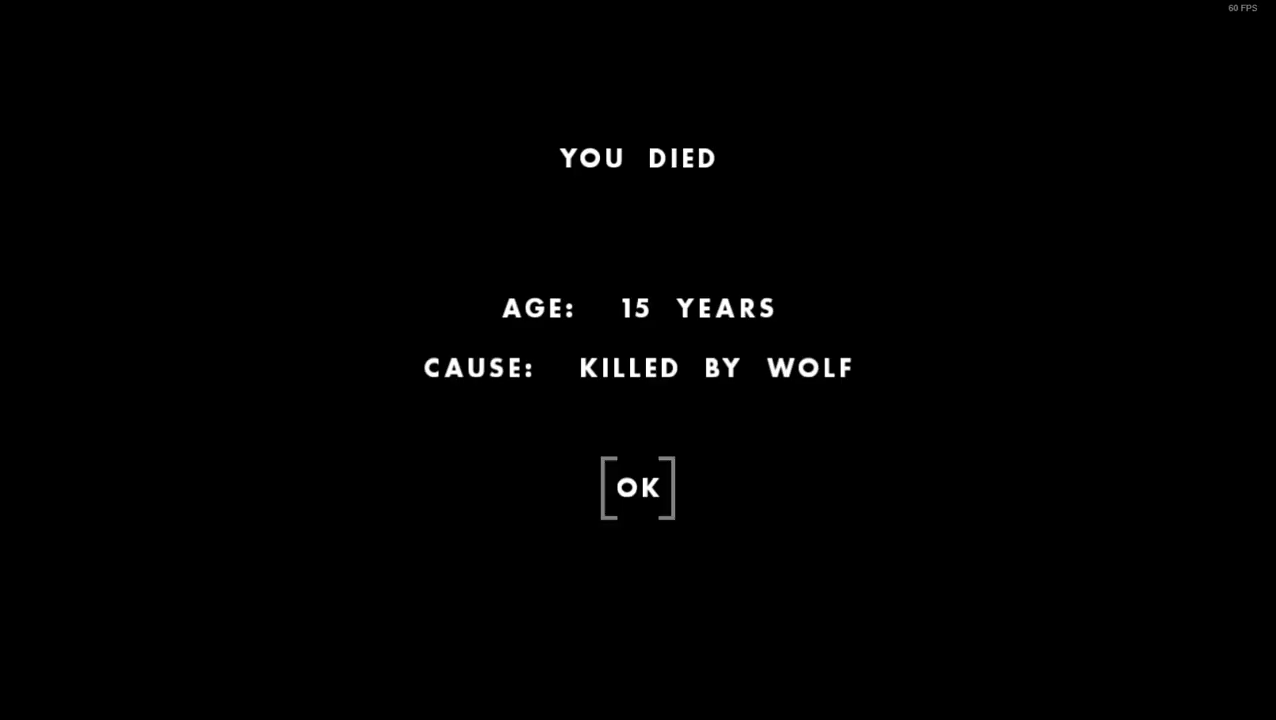 60 FPS
YOU DIED
AGE: 15 YEARS
CAUSE: KILLED BY WOLF
OK